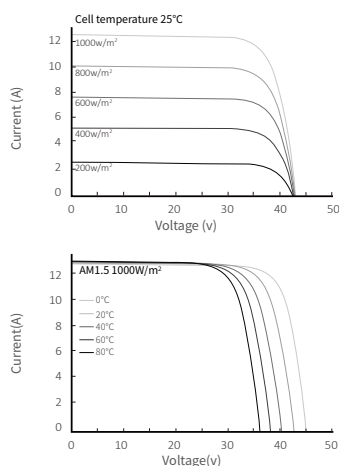 Cell temperature 25°C
12
1000w/m²
10
800w/m²
8
600w/m²
6
400w/m²
4
2
200w/m²
0
Current (A)
0 10 20 30 40 50
Voltage (v)
AM1.5 1000W/m²
12
0°C
10
20°C
40°C
8
60°C
80°C
6
4
2
0
Current(A)
0 10 20 30 40 50
Voltage(v)